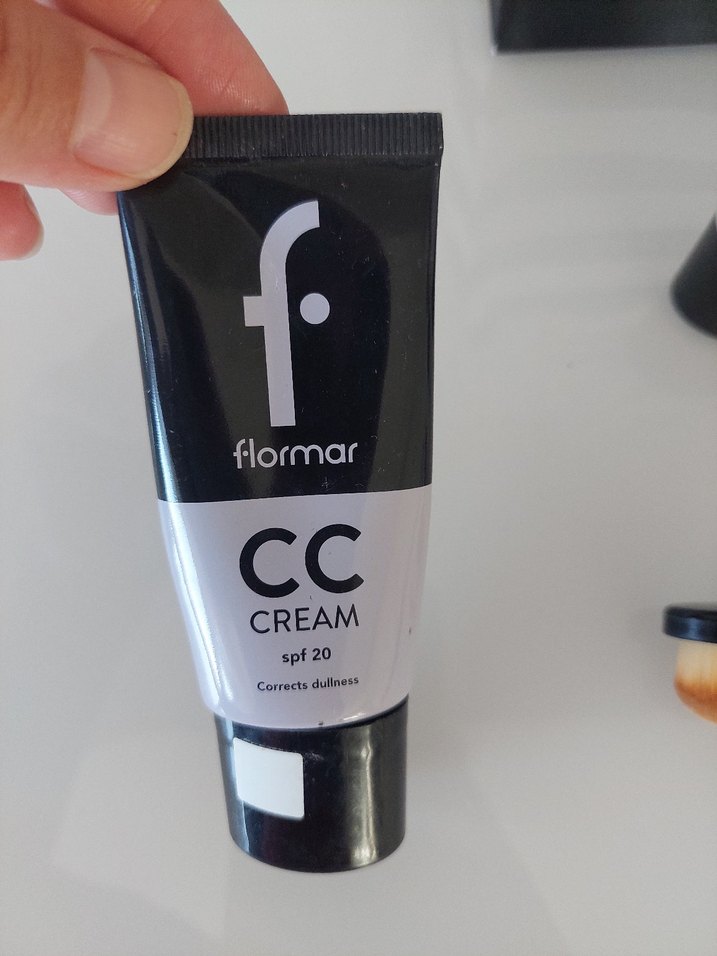 f
flormar
CC
CREAM
spf 20
Corrects dullness